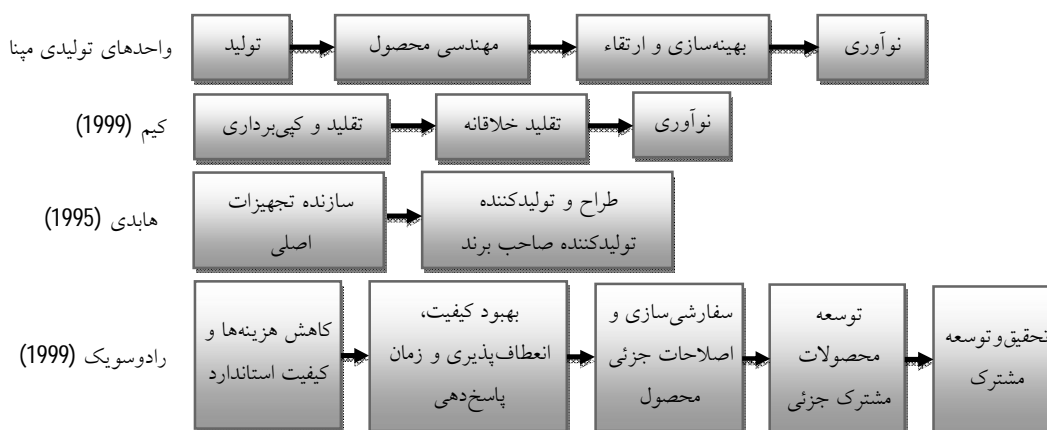 واحدهای تولیدی مپنا
تولید
مهندسی محصول
بهینه‌سازی و ارتقاء
نوآوری
کیم (1999)
تقلید و کپی‌برداری
تقلید خلاقانه
نوآوری
هابدی (1995)
سازنده تجهیزات
اصلی
طراح و تولیدکننده
تولیدکننده صاحب برند
رادوسویک (1999)
کاهش هزینه‌ها و
کیفیت استاندارد
بهبود کیفیت،
انعطاف‌پذیری و زمان
پاسخ‌دهی
سفارشی‌سازی و
اصلاحات جزئی
محصول
توسعه
محصولات
مشترک جزئی
تحقیق و توسعه
مشترک